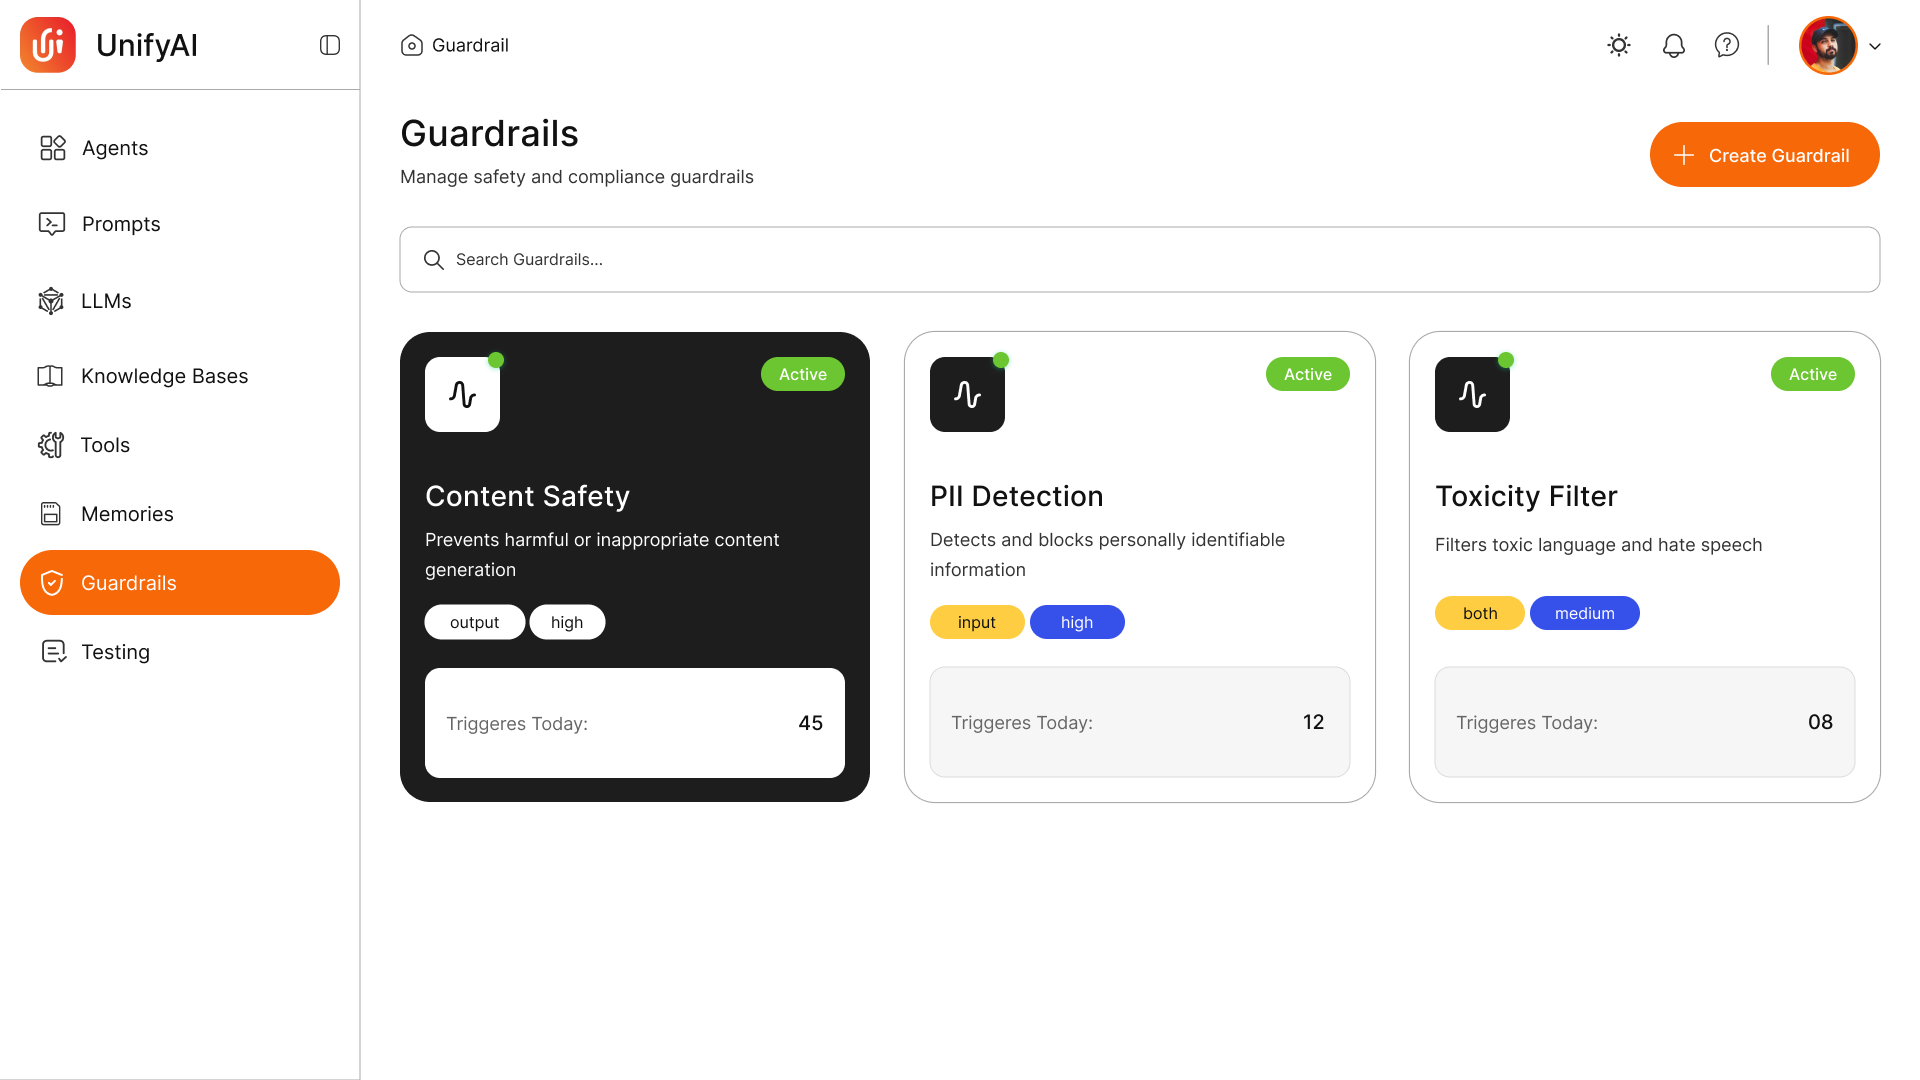 UnifyAI
Guardrail
Agents
Prompts
LLMs
Knowledge Bases
Tools
Memories
Guardrails
Testing
Guardrails
Manage safety and compliance guardrails
Create Guardrail
Search Guardrails...
Active
Content Safety
Prevents harmful or inappropriate content
generation
output high
Triggeres Today: 45
Active
PII Detection
Detects and blocks personally identifiable
information
input high
Triggeres Today: 12
Active
Toxicity Filter
Filters toxic language and hate speech
both medium
Triggeres Today: 08